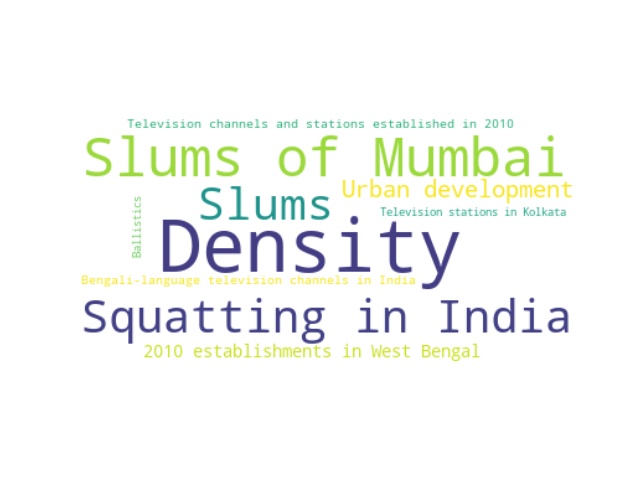 Television channels and stations established in 2010
Slums of Mumbai
Urban development
Slums
Television stations in Kolkata
Ballistics
Density
Bengali-language television channels in India
Squatting in India
2010 establishments in West Bengal